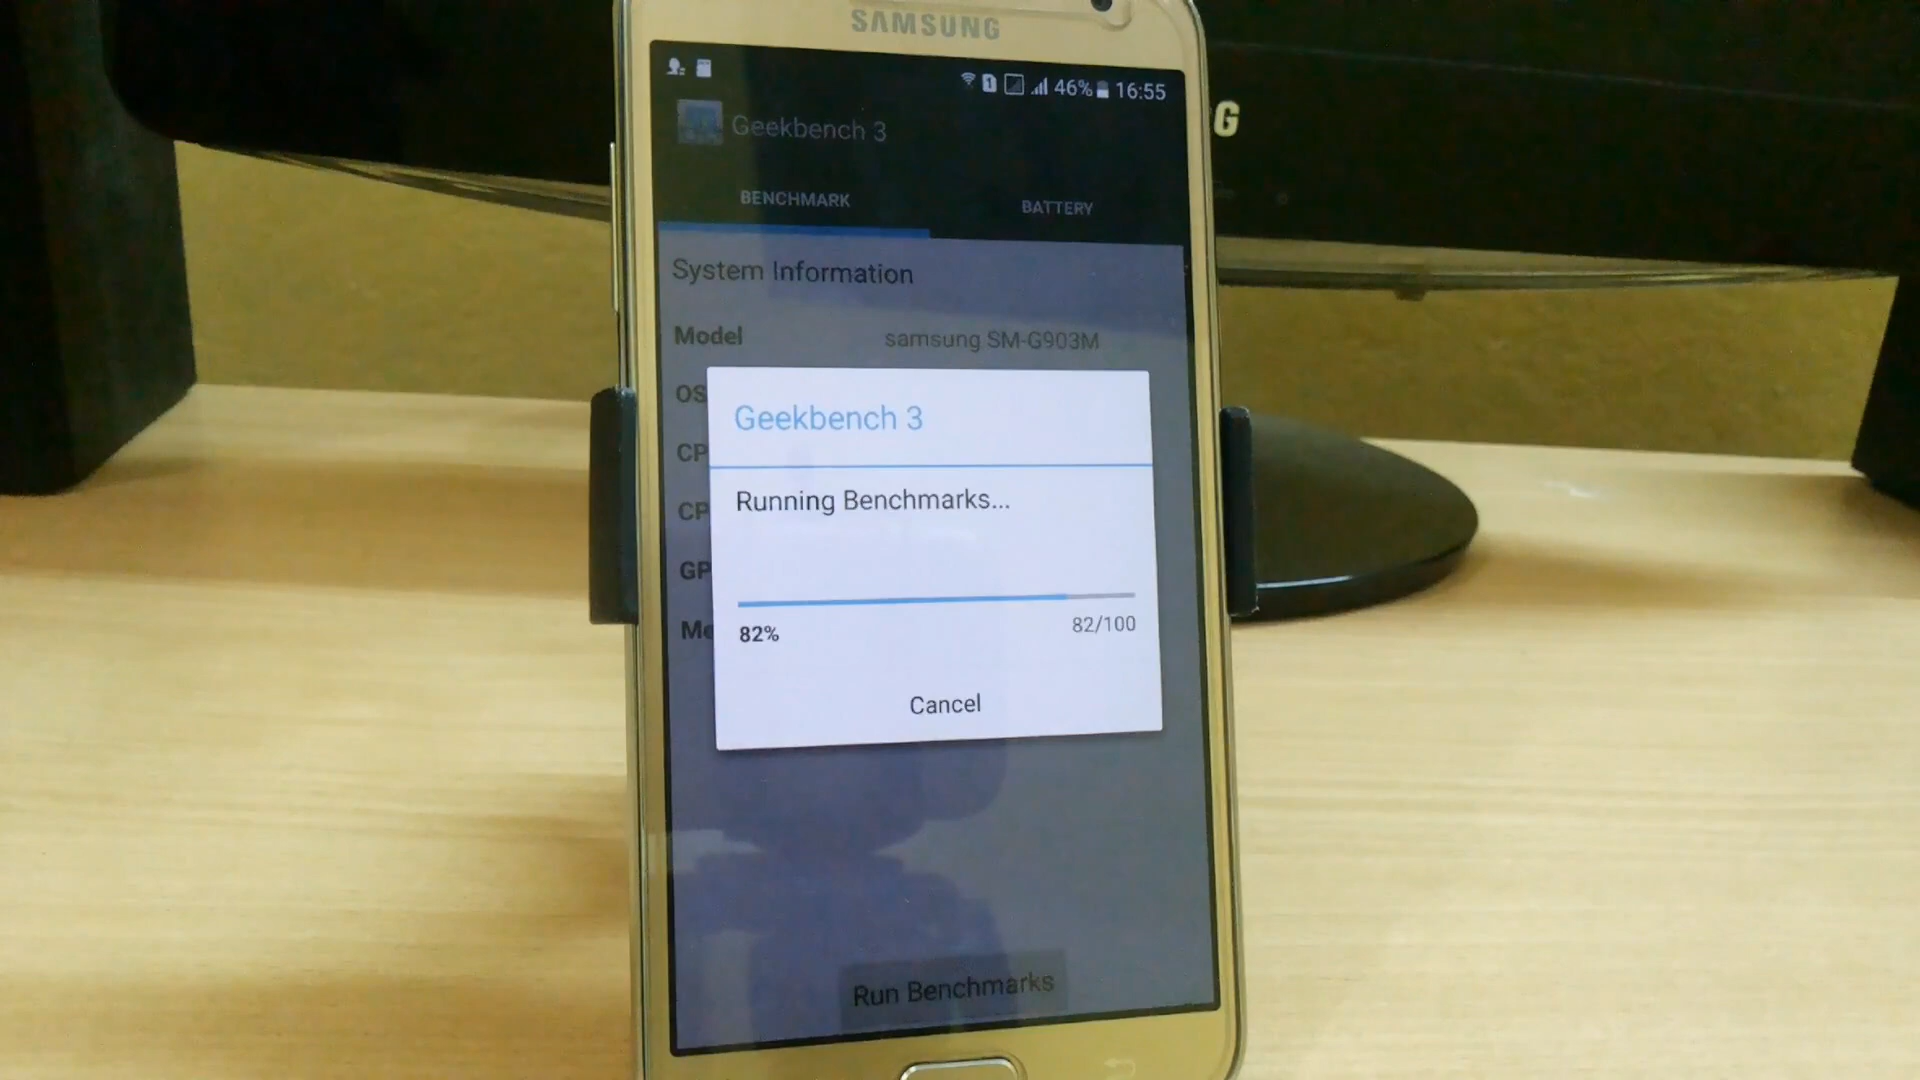 SAMSUNG
1 46% 16:55
G
Geekbench 3
BENCHMARK BATTERY
System Information
Model samsung SM-G903M
OS
CP
CP
GP
Me
Geekbench 3
Running Benchmarks...
82% 82/100
Cancel
Run Benchmarks